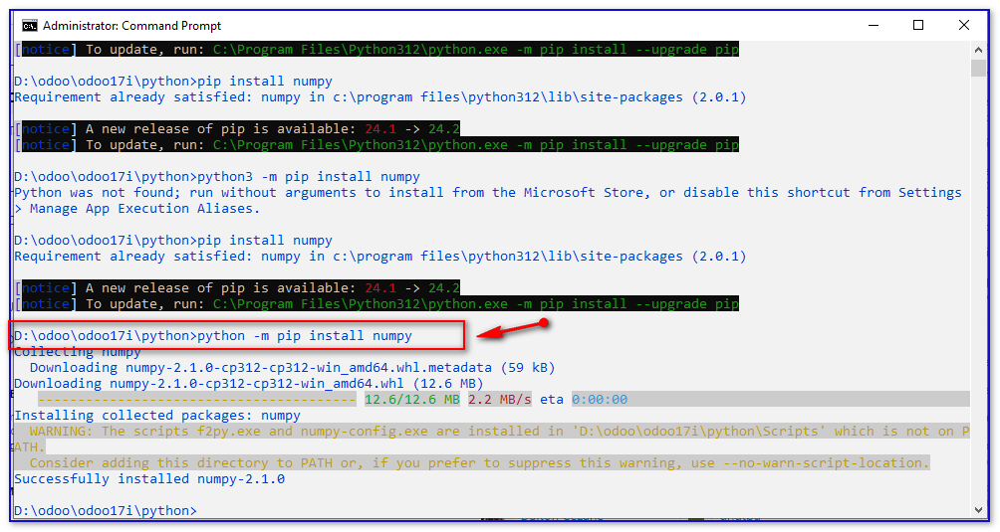 Administrator: Command Prompt
[notice] To update, run: C:\Program Files\Python312\python.exe -m pip install --upgrade pip
D:\odoo\odoo17i\python>pip install numpy
Requirement already satisfied: numpy in c:\program files\python312\lib\site-packages (2.0.1)
[notice] A new release of pip is available: 24.1 -> 24.2
[notice] To update, run: C:\Program Files\Python312\python.exe -m pip install --upgrade pip
D:\odoo\odoo17i\python>python3 -m pip install numpy
Python was not found; run without arguments to install from the Microsoft Store, or disable this shortcut from Settings
> Manage App Execution Aliases.
D:\odoo\odoo17i\python>pip install numpy
Requirement already satisfied: numpy in c:\program files\python312\lib\site-packages (2.0.1)
[notice] A new release of pip is available: 24.1 -> 24.2
[notice] To update, run: C:\Program Files\Python312\python.exe -m pip install --upgrade pip
D:\odoo\odoo17i\python>python -m pip install numpy
Collecting numpy
Downloading numpy-2.1.0-cp312-cp312-win_amd64.whl.metadata (59 kB)
Downloading numpy-2.1.0-cp312-cp312-win_amd64.whl (12.6 MB)
---------------------------------------- 12.6/12.6 MB 2.2 MB/s eta 0:00:00
Installing collected packages: numpy
WARNING: The scripts f2py.exe and numpy-config.exe are installed in 'D:\odoo\odoo17i\python\Scripts' which is not on P
ATH.
Consider adding this directory to PATH or, if you prefer to suppress this warning, use --no-warn-script-location.
Successfully installed numpy-2.1.0
D:\odoo\odoo17i\python>